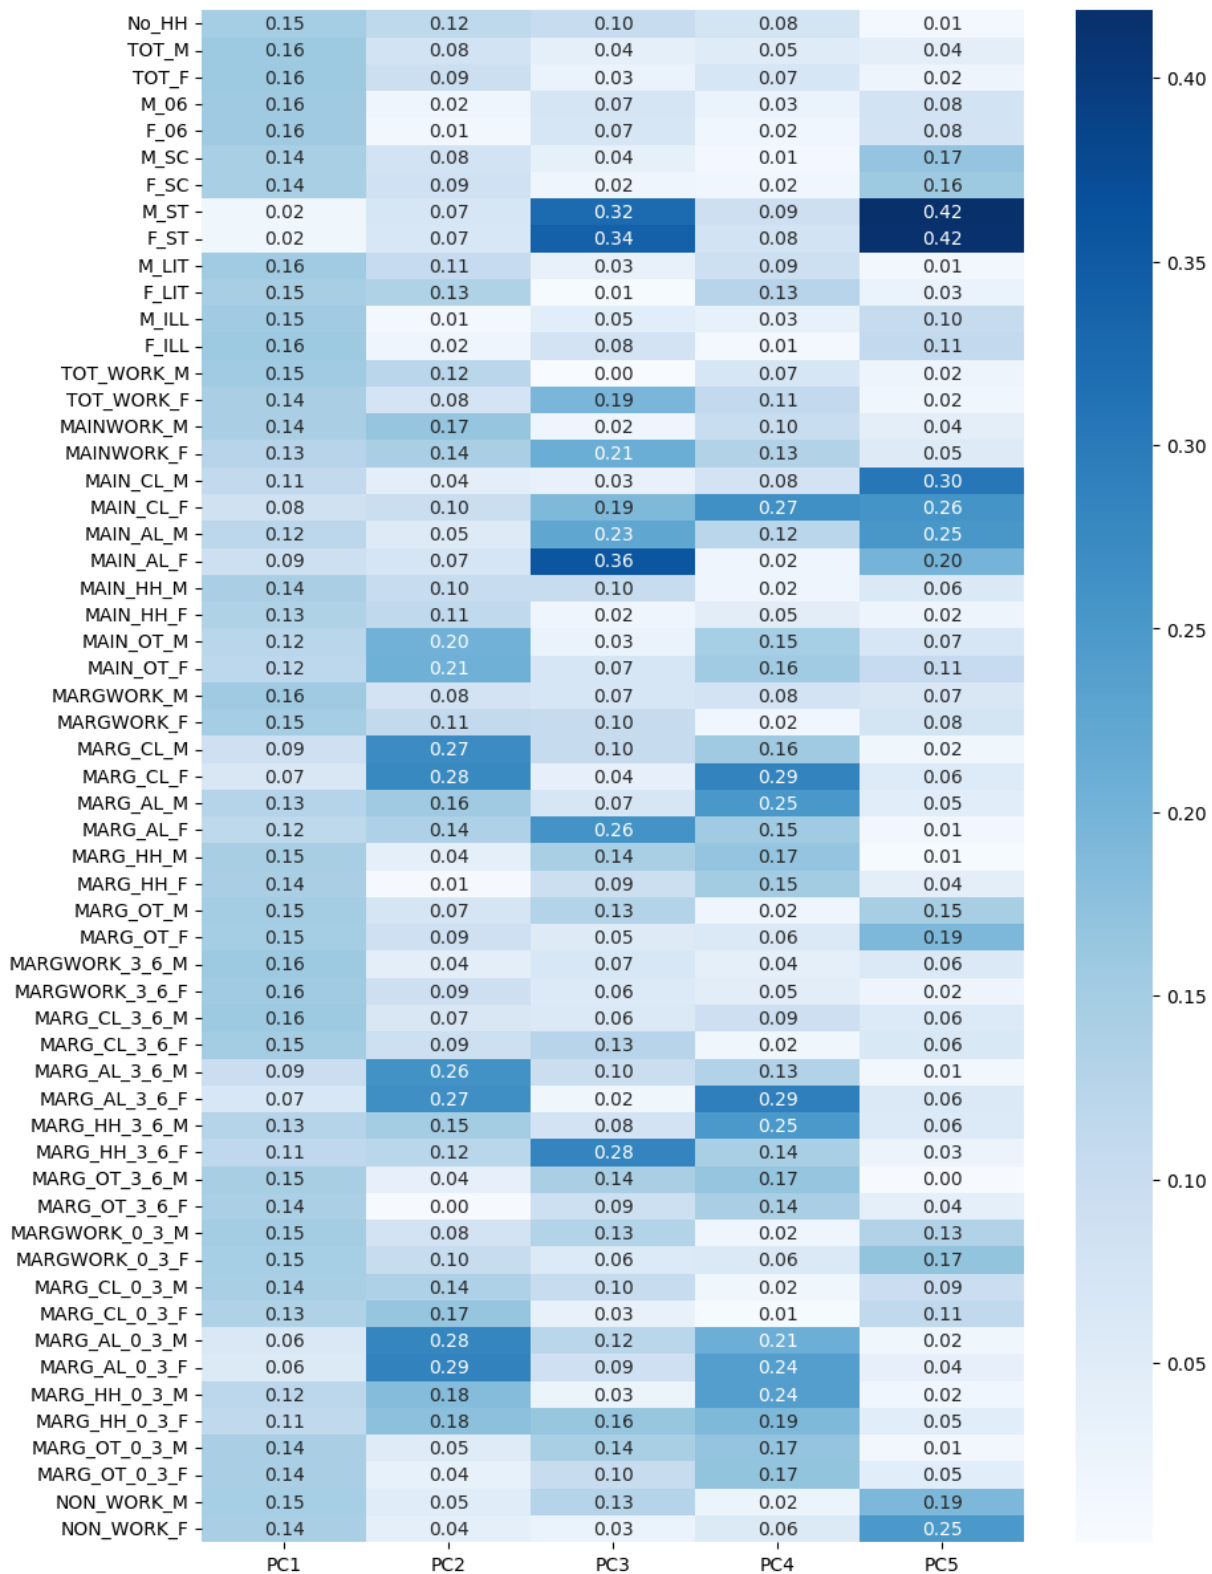 No_HH 0.15 0.12 0.10 0.08 0.01
TOT_M 0.16 0.08 0.04 0.05 0.04
0.40
TOT_F 0.16 0.09 0.03 0.07 0.02
M_06 0.16 0.02 0.07 0.03 0.08
F_06 0.16 0.01 0.07 0.02 0.08
M_SC 0.14 0.08 0.04 0.01 0.17
F_SC 0.14 0.09 0.02 0.02 0.16
M_ST 0.02 0.07 0.32 0.09 0.42
F_ST 0.02 0.07 0.34 0.08 0.42
0.35
M_LIT 0.16 0.11 0.03 0.09 0.01
F_LIT 0.15 0.13 0.01 0.13 0.03
M_ILL 0.15 0.01 0.05 0.03 0.10
F_ILL 0.16 0.02 0.08 0.01 0.11
TOT_WORK_M 0.15 0.12 0.00 0.07 0.02
TOT_WORK_F 0.14 0.08 0.19 0.11 0.02
MAINWORK_M 0.14 0.17 0.02 0.10 0.04
0.30
MAINWORK_F 0.13 0.14 0.21 0.13 0.05
MAIN_CL_M 0.11 0.04 0.03 0.08 0.30
MAIN_CL_F 0.08 0.10 0.19 0.27 0.26
MAIN_AL_M 0.12 0.05 0.23 0.12 0.25
MAIN_AL_F 0.09 0.07 0.36 0.02 0.20
MAIN_HH_M 0.14 0.10 0.10 0.02 0.06
MAIN_HH_F 0.13 0.11 0.02 0.05 0.02
0.25
MAIN_OT_M 0.12 0.20 0.03 0.15 0.07
MAIN_OT_F 0.12 0.21 0.07 0.16 0.11
MARGWORK_M 0.16 0.08 0.07 0.08 0.07
MARGWORK_F 0.15 0.11 0.10 0.02 0.08
MARG_CL_M 0.09 0.27 0.10 0.16 0.02
MARG_CL_F 0.07 0.28 0.04 0.29 0.06
MARG_AL_M 0.13 0.16 0.07 0.25 0.05
0.20
MARG_AL_F 0.12 0.14 0.26 0.15 0.01
MARG_HH_M 0.15 0.04 0.14 0.17 0.01
MARG_HH_F 0.14 0.01 0.09 0.15 0.04
MARG_OT_M 0.15 0.07 0.13 0.02 0.15
MARG_OT_F 0.15 0.09 0.05 0.06 0.19
MARGWORK_3_6_M 0.16 0.04 0.07 0.04 0.06
MARGWORK_3_6_F 0.16 0.09 0.06 0.05 0.02
0.15
MARG_CL_3_6_M 0.16 0.07 0.06 0.09 0.06
MARG_CL_3_6_F 0.15 0.09 0.13 0.02 0.06
MARG_AL_3_6_M 0.09 0.26 0.10 0.13 0.01
MARG_AL_3_6_F 0.07 0.27 0.02 0.29 0.06
MARG_HH_3_6_M 0.13 0.15 0.08 0.25 0.06
MARG_HH_3_6_F 0.11 0.12 0.28 0.14 0.03
MARG_OT_3_6_M 0.15 0.04 0.14 0.17 0.00
0.10
MARG_OT_3_6_F 0.14 0.00 0.09 0.14 0.04
MARGWORK_0_3_M 0.15 0.08 0.13 0.02 0.13
MARGWORK_0_3_F 0.15 0.10 0.06 0.06 0.17
MARG_CL_0_3_M 0.14 0.14 0.10 0.02 0.09
MARG_CL_0_3_F 0.13 0.17 0.03 0.01 0.11
MARG_AL_0_3_M 0.06 0.28 0.12 0.21 0.02
MARG_AL_0_3_F 0.06 0.29 0.09 0.24 0.04
0.05
MARG_HH_0_3_M 0.12 0.18 0.03 0.24 0.02
MARG_HH_0_3_F 0.11 0.18 0.16 0.19 0.05
MARG_OT_0_3_M 0.14 0.05 0.14 0.17 0.01
MARG_OT_0_3_F 0.14 0.04 0.10 0.17 0.05
NON_WORK_M 0.15 0.05 0.13 0.02 0.19
NON_WORK_F 0.14 0.04 0.03 0.06 0.25
PC1 PC2 PC3 PC4 PC5